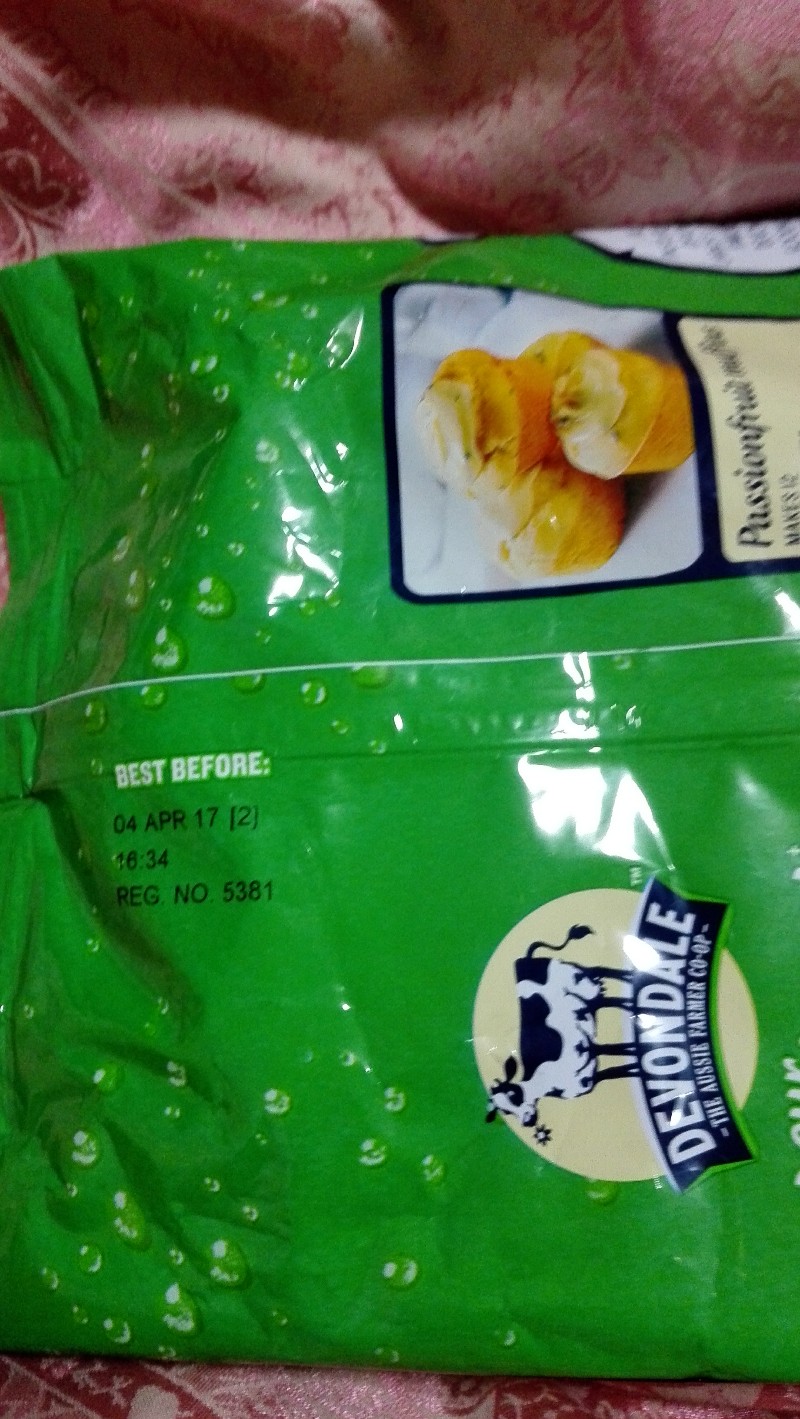 Passionfruit
MAKES 12
BEST BEFORE:
04 APR 17 [2]
16:34
REG. NO. 5381
TM
DEVONDALE
-THE AUSSIE FARMER CO-OP-